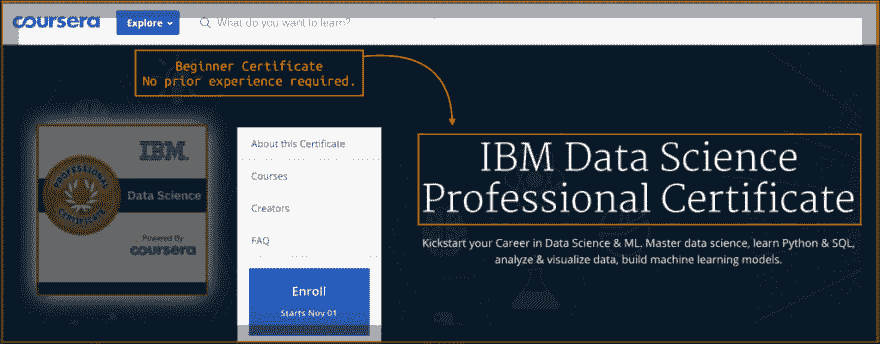 coursera
Explore
What do you want to learn?
Beginner Certificate
No prior experience required.
IBM
PROFESSIONAL
CERTIFICATE
Data Science
Powered By
coursera
About this Certificate
Courses
Creators
FAQ
Enroll
Starts Nov 01
IBM Data Science
Professional Certificate
Kickstart your Career in Data Science & ML. Master data science, learn Python & SQL,
analyze & visualize data, build machine learning models.